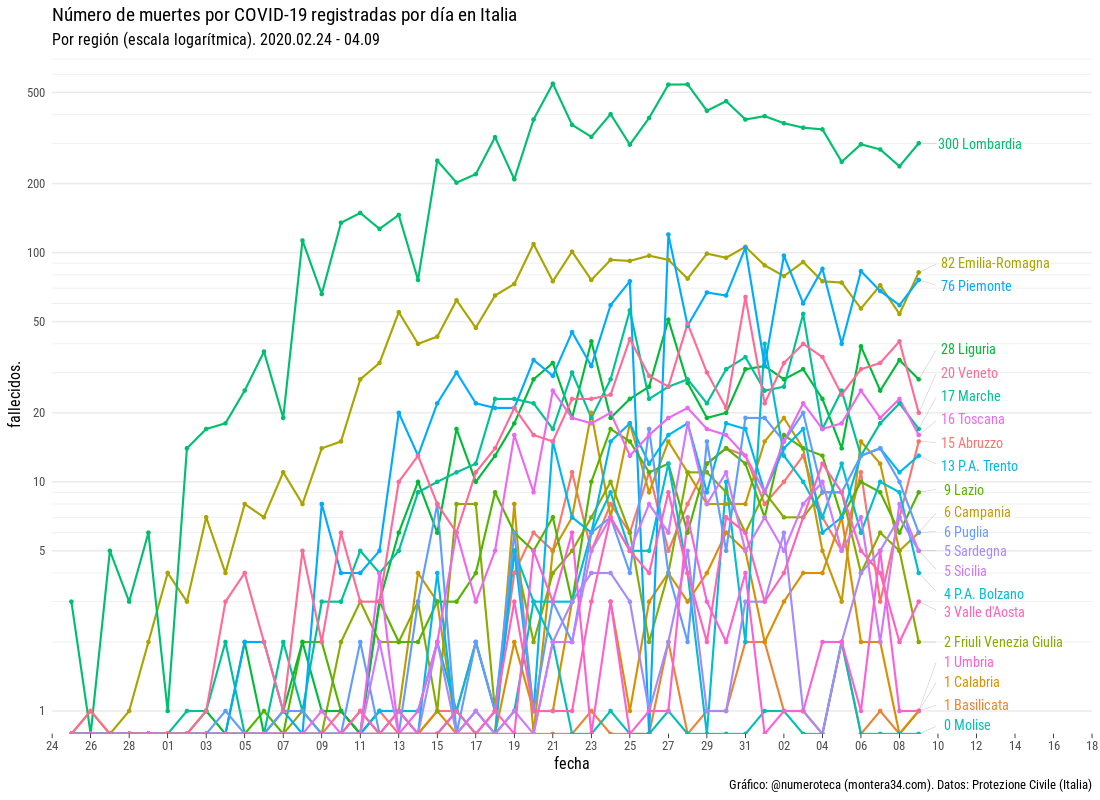 Número de muertes por COVID-19 registradas por día en Italia
Por región (escala logarítmica). 2020.02.24 - 04.09
fallecidos.
500
200
100
50
20
10
5
1
300 Lombardia
82 Emilia-Romagna
76 Piemonte
28 Liguria
20 Veneto
17 Marche
16 Toscana
15 Abruzzo
13 P.A. Trento
9 Lazio
6 Campania
6 Puglia
5 Sardegna
5 Sicilia
4 P.A. Bolzano
3 Valle d'Aosta
2 Friuli Venezia Giulia
1 Umbria
1 Calabria
1 Basilicata
0 Molise
24 26 28 01 03 05 07 09 11 13 15 17 19 21 23 25 27 29 31 02 04 06 08 10 12 14 16 18
fecha
Gráfico: @numeroteca (montera34.com). Datos: Protezione Civile (Italia)